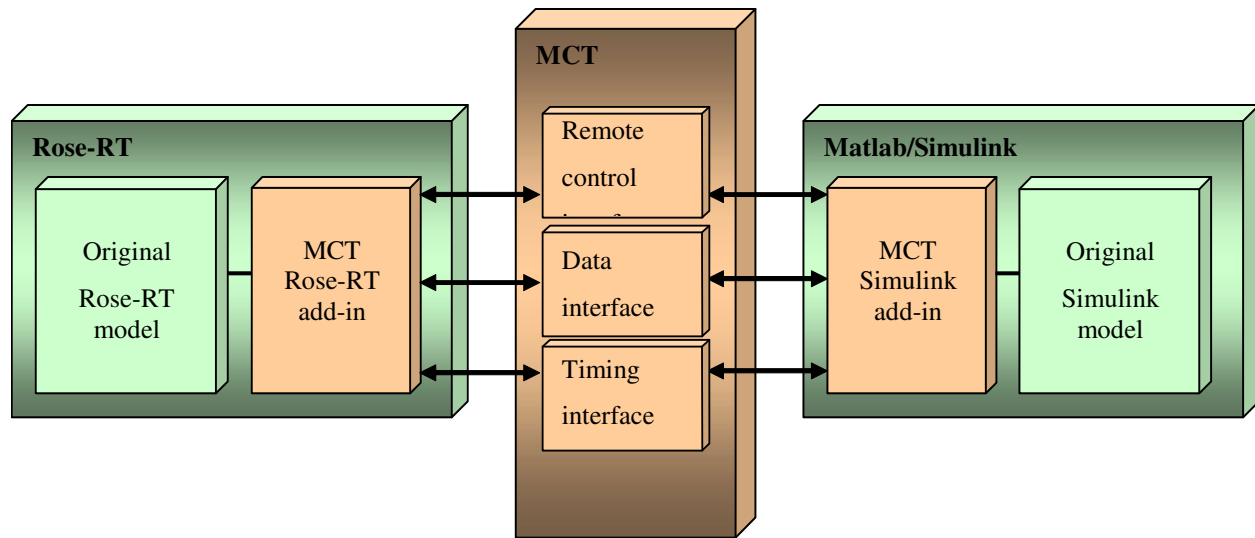 Rose-RT
Original
Rose-RT
model
MCT
Rose-RT
add-in
MCT
Remote
control
Data
interface
Timing
interface
Matlab/Simulink
MCT
Simulink
add-in
Original
Simulink
model